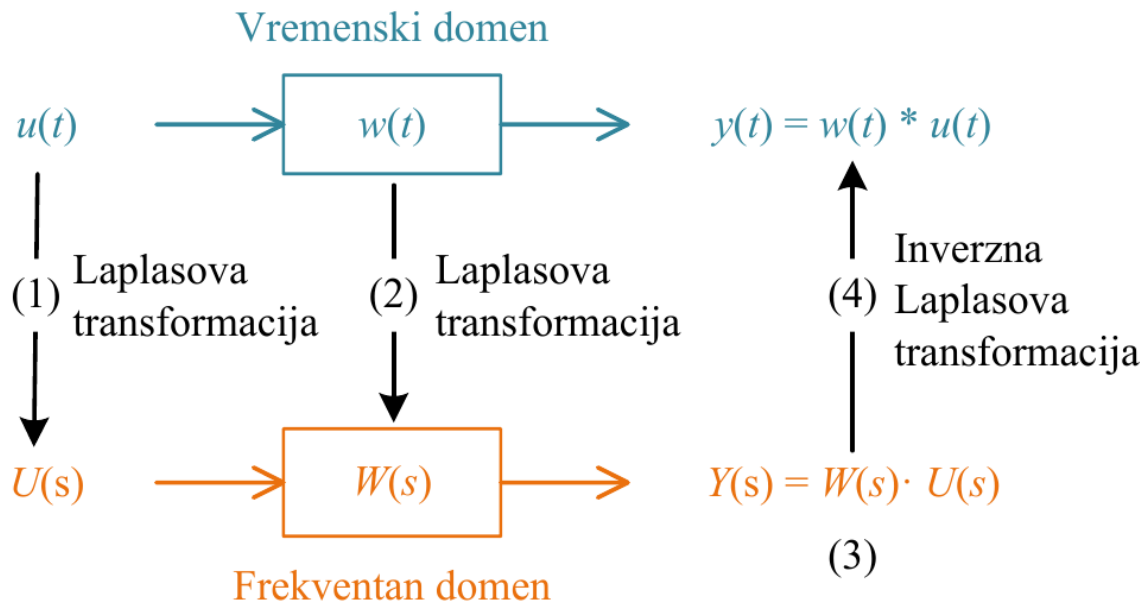 Vremenski domen
u(t)
w(t)
y(t) = w(t) * u(t)
(1)
Laplasova
transformacija
(2)
Laplasova
transformacija
(4)
Inverzna
Laplasova
transformacija
U(s)
W(s)
Y(s) = W(s)· U(s)
(3)
Frekventan domen